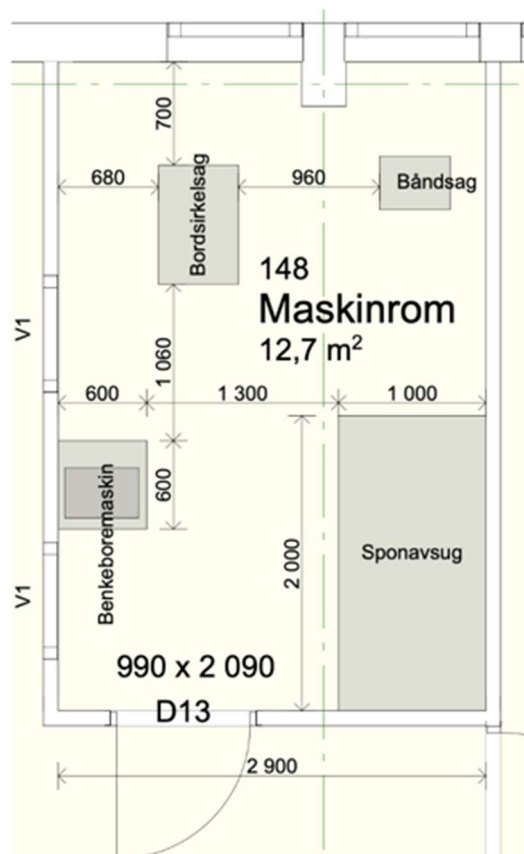 700
680
960
Bordsirkelsag
Båndsag
148
Maskinrom
12,7 m²
V1
1 060
600
1 300
1 000
600
Benkeboremaskin
2 000
Sponavsug
V1
990 x 2 090
D13
2 900